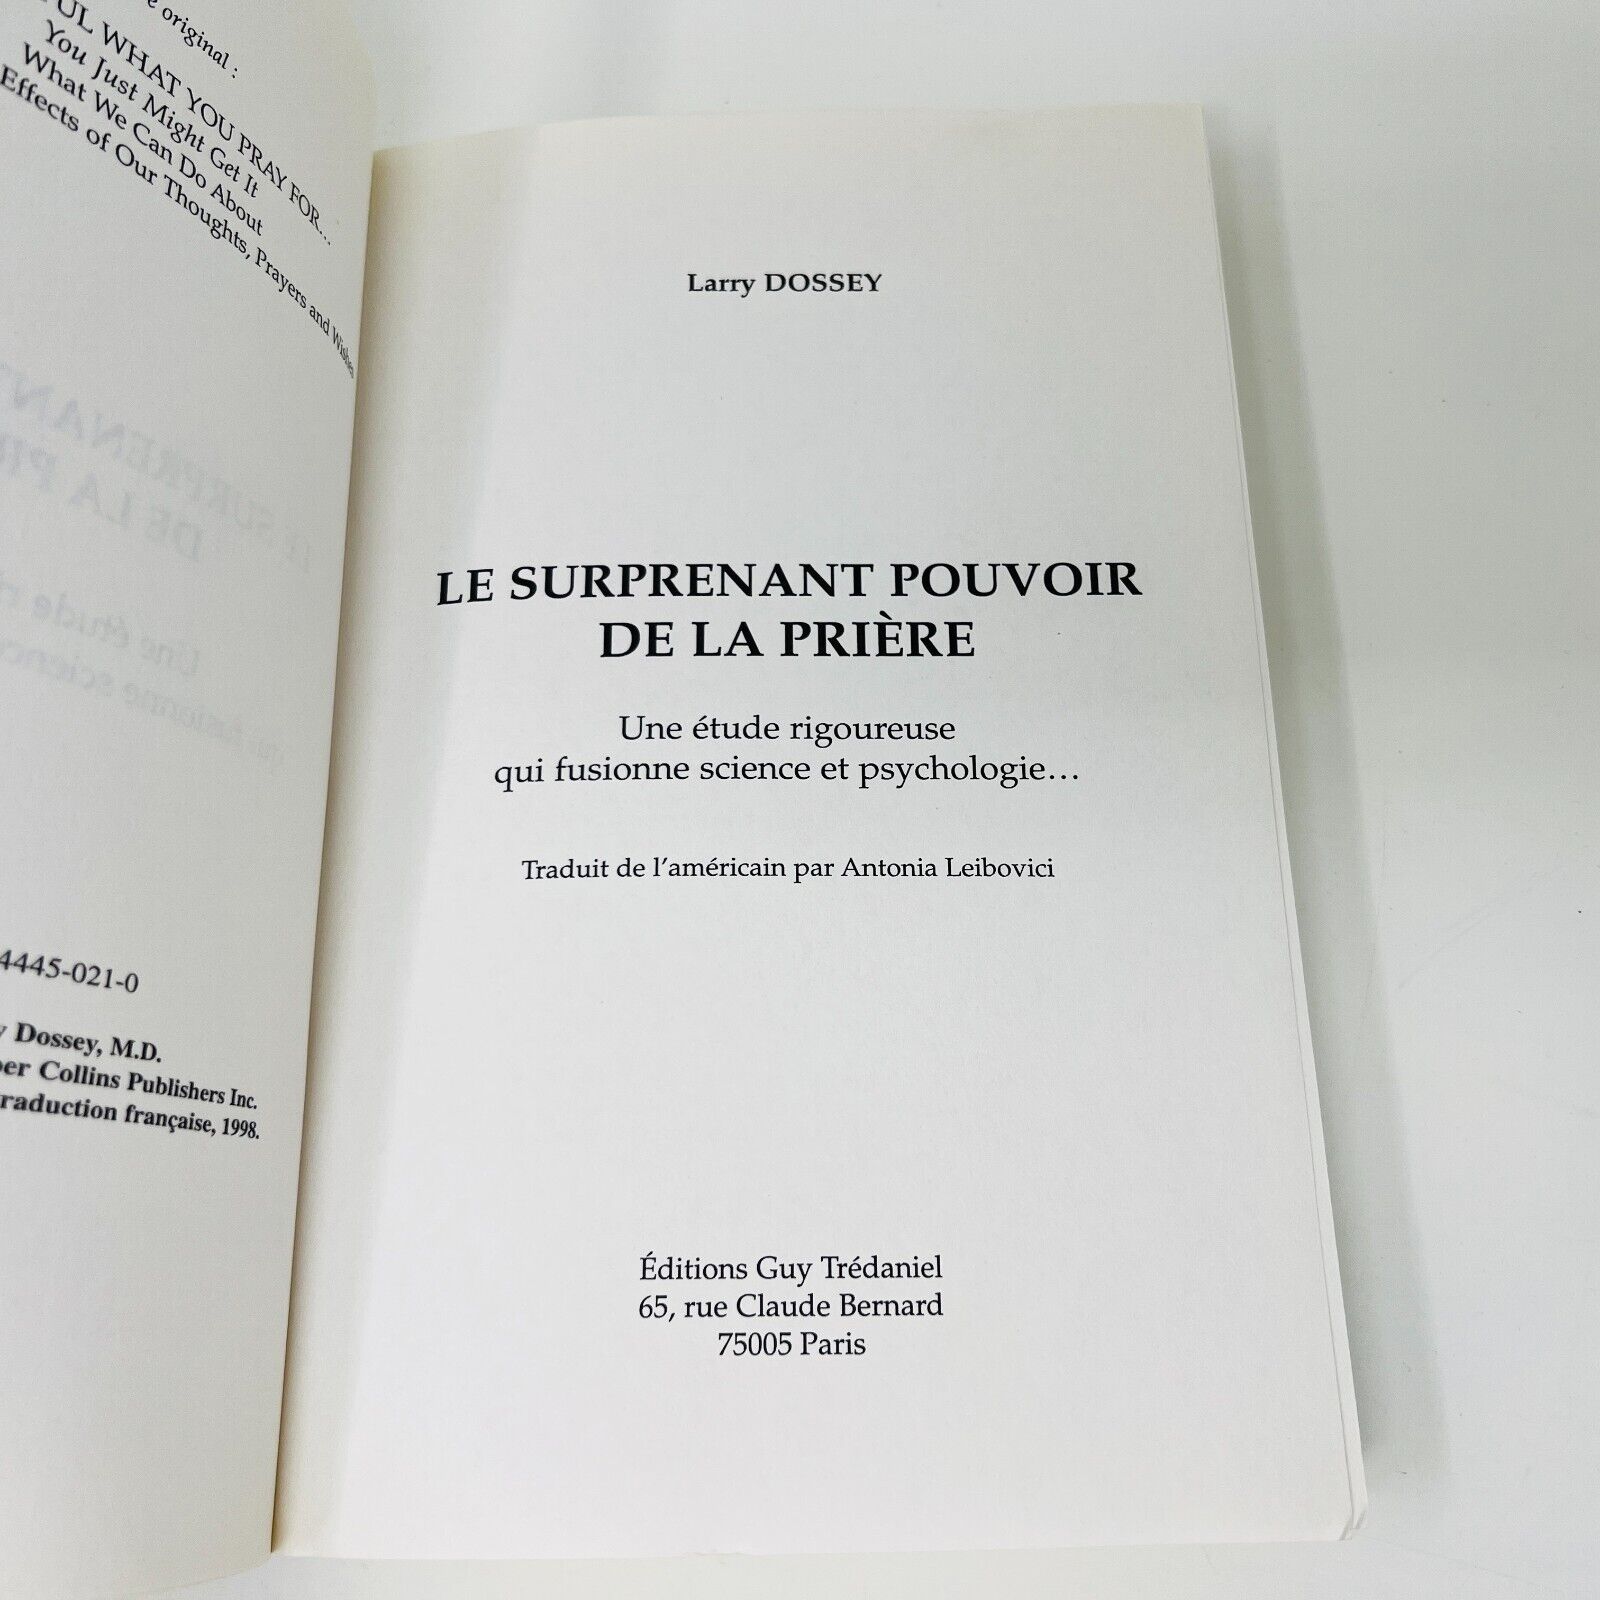 original :
WHAT YOU PRAY FOR...
You Just Might Get It
What We Can Do About
Effects of Our Thoughts, Prayers and Wishes
4445-021-0
Dossey, M.D.
Collins Publishers Inc.
traduction française, 1998.
Larry DOSSEY
LE SURPRENANT POUVOIR
DE LA PRIÈRE
Une étude rigoureuse
qui fusionne science et psychologie...
Traduit de l'américain par Antonia Leibovici
Éditions Guy Trédaniel
65, rue Claude Bernard
75005 Paris